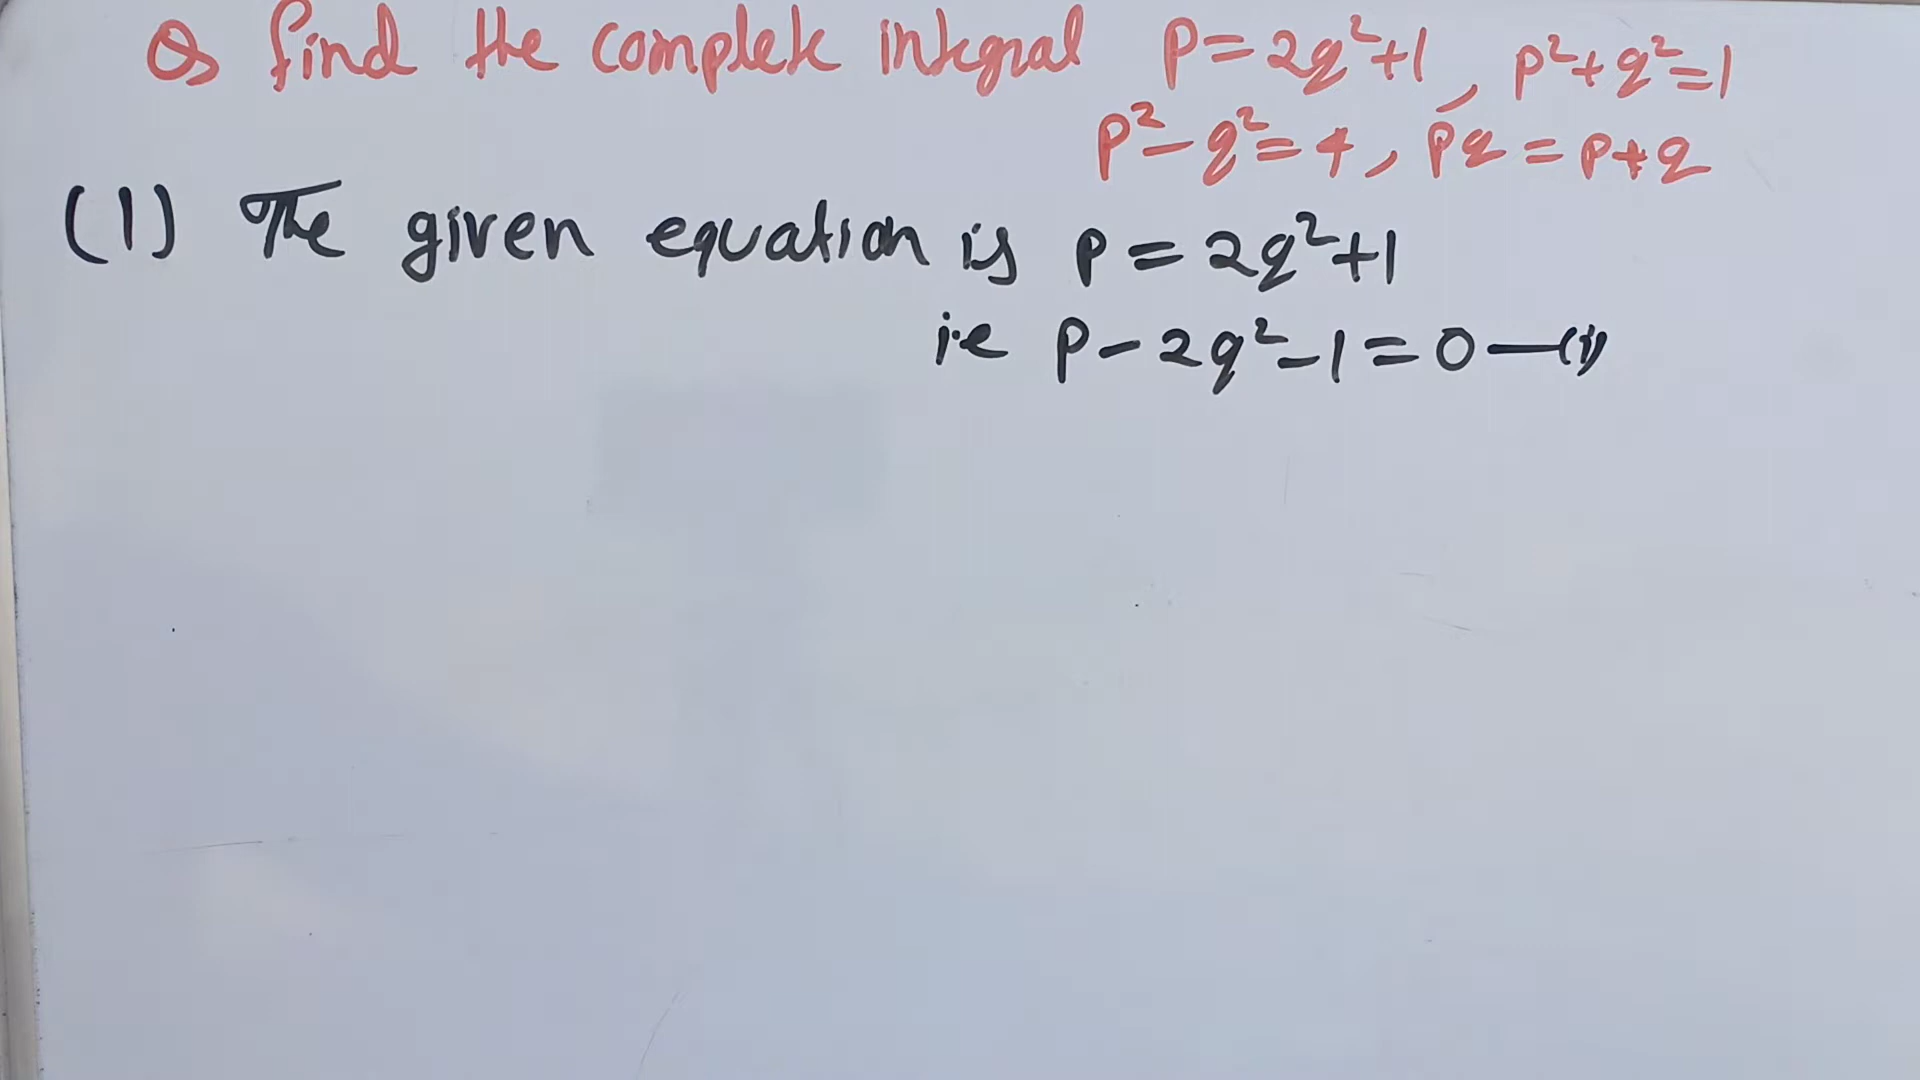 Q find the complete integral p=2q²+1, p²+q²=1
p²-q²=4, pq=p+q
(1) The given equation is p=2q²+1
i.e p-2q²-1=0—(i)